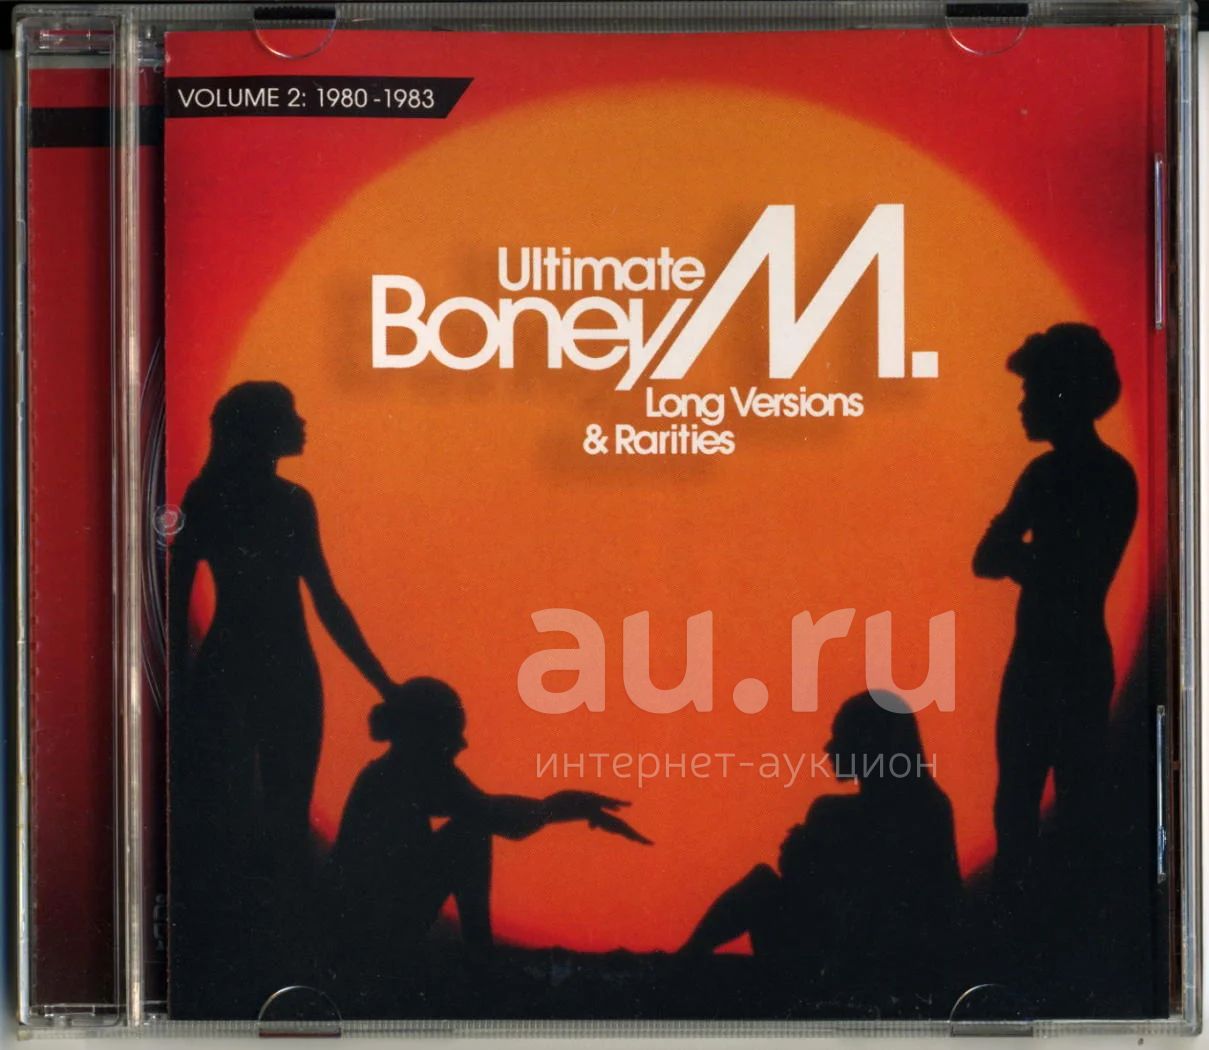 VOLUME 2: 1980 -1983
Ultimate
Boney M.
Long Versions
& Rarities
au.ru
интернет-аукцион